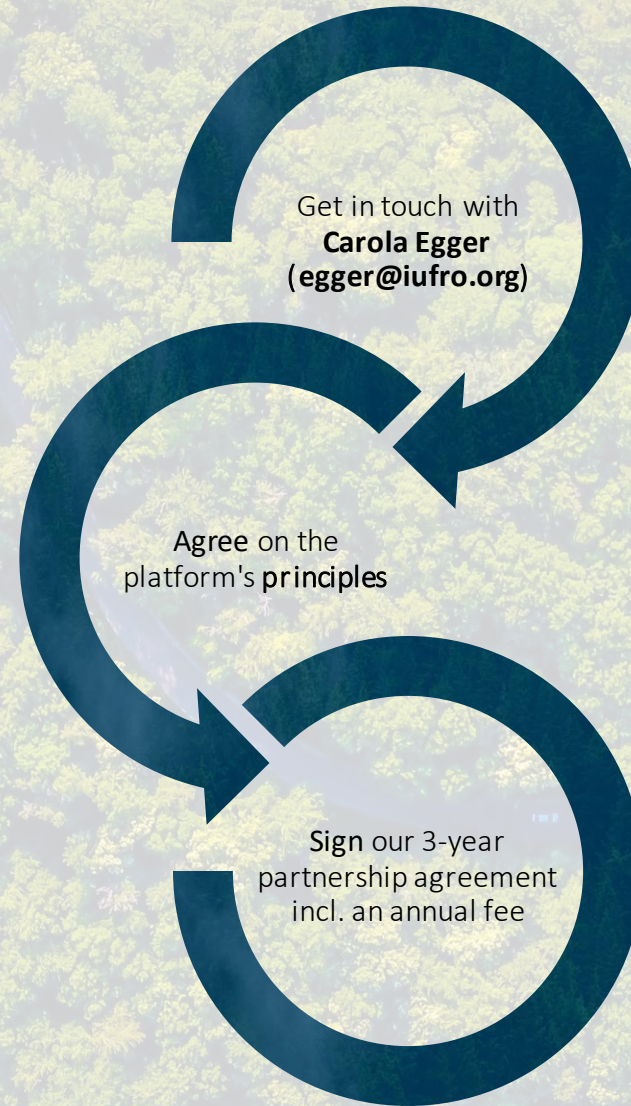 Get in touch with
Carola Egger
(egger@iufro.org)
Agree on the
platform's principles
Sign our 3-year
partnership agreement
incl. an annual fee